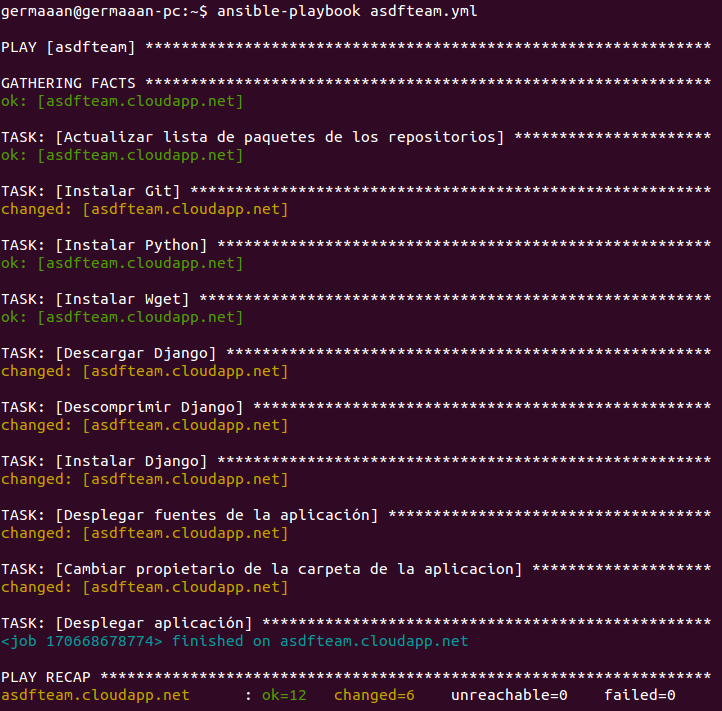 germaaan@germaaan-pc:~$ ansible-playbook asdfteam.yml
PLAY [asdfteam] ***************************************************************
GATHERING FACTS ***************************************************************
ok: [asdfteam.cloudapp.net]
TASK: [Actualizar lista de paquetes de los repositorios] **********************
ok: [asdfteam.cloudapp.net]
TASK: [Instalar Git] **********************************************************
changed: [asdfteam.cloudapp.net]
TASK: [Instalar Python] *******************************************************
ok: [asdfteam.cloudapp.net]
TASK: [Instalar Wget] *********************************************************
ok: [asdfteam.cloudapp.net]
TASK: [Descargar Django] ******************************************************
changed: [asdfteam.cloudapp.net]
TASK: [Descomprimir Django] ***************************************************
changed: [asdfteam.cloudapp.net]
TASK: [Instalar Django] *******************************************************
changed: [asdfteam.cloudapp.net]
TASK: [Desplegar fuentes de la aplicación] ************************************
changed: [asdfteam.cloudapp.net]
TASK: [Cambiar propietario de la carpeta de la aplicacion] ********************
changed: [asdfteam.cloudapp.net]
TASK: [Desplegar aplicación] **************************************************
<job 170668678774> finished on asdfteam.cloudapp.net
PLAY RECAP ********************************************************************
asdfteam.cloudapp.net      : ok=12   changed=6    unreachable=0    failed=0